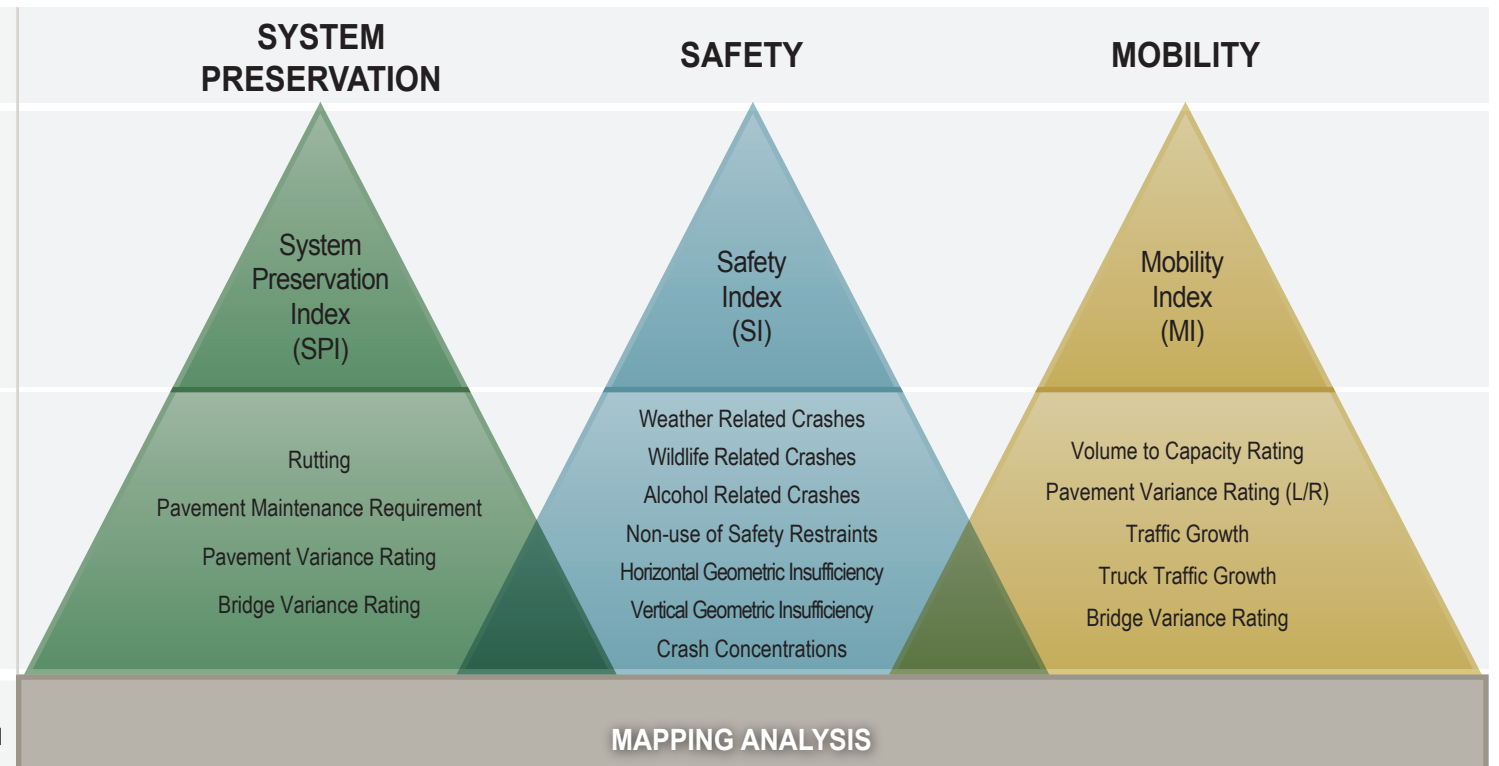 SYSTEM
PRESERVATION
SAFETY
MOBILITY
System
Preservation
Index
(SPI)
Safety
Index
(SI)
Mobility
Index
(MI)
Rutting
Pavement Maintenance Requirement
Pavement Variance Rating
Bridge Variance Rating
Weather Related Crashes
Wildlife Related Crashes
Alcohol Related Crashes
Non-use of Safety Restraints
Horizontal Geometric Insufficiency
Vertical Geometric Insufficiency
Crash Concentrations
Volume to Capacity Rating
Pavement Variance Rating (L/R)
Traffic Growth
Truck Traffic Growth
Bridge Variance Rating
MAPPING ANALYSIS